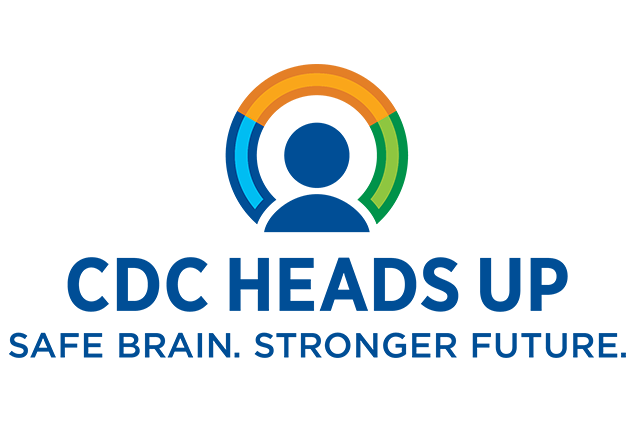 CDC HEADS UP
SAFE BRAIN. STRONGER FUTURE.